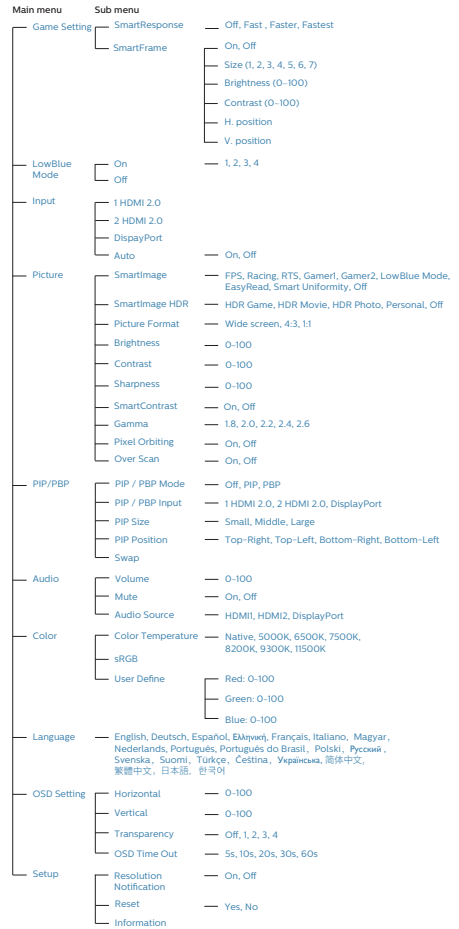 Main menu Sub menu
Game Setting SmartResponse Off, Fast , Faster, Fastest
SmartFrame On, Off
Size (1, 2, 3, 4, 5, 6, 7)
Brightness (0-100)
Contrast (0-100)
H. position
V. position
LowBlue Mode On 1, 2, 3, 4
Off
Input 1 HDMI 2.0
2 HDMI 2.0
DispayPort
Auto On, Off
Picture SmartImage FPS, Racing, RTS, Gamer1, Gamer2, LowBlue Mode,
EasyRead, Smart Uniformity, Off
SmartImage HDR HDR Game, HDR Movie, HDR Photo, Personal, Off
Picture Format Wide screen, 4:3, 1:1
Brightness 0-100
Contrast 0-100
Sharpness 0-100
SmartContrast On, Off
Gamma 1.8, 2.0, 2.2, 2.4, 2.6
Pixel Orbiting On, Off
Over Scan On, Off
PIP/PBP PIP / PBP Mode Off, PIP, PBP
PIP / PBP Input 1 HDMI 2.0, 2 HDMI 2.0, DisplayPort
PIP Size Small, Middle, Large
PIP Position Top-Right, Top-Left, Bottom-Right, Bottom-Left
Swap
Audio Volume 0-100
Mute On, Off
Audio Source HDMI1, HDMI2, DisplayPort
Color Color Temperature Native, 5000K, 6500K, 7500K,
8200K, 9300K, 11500K
sRGB
User Define Red: 0-100
Green: 0-100
Blue: 0-100
Language English, Deutsch, Español, Ελληνική, Français, Italiano, Magyar,
Nederlands, Português, Português do Brasil, Polski, Русский ,
Svenska, Suomi, Türkçe, Čeština, Українська, 简体中文,
繁體中文, 日本語, 한국어
OSD Setting Horizontal 0-100
Vertical 0-100
Transparency Off, 1, 2, 3, 4
OSD Time Out 5s, 10s, 20s, 30s, 60s
Setup Resolution Notification On, Off
Reset Yes, No
Information